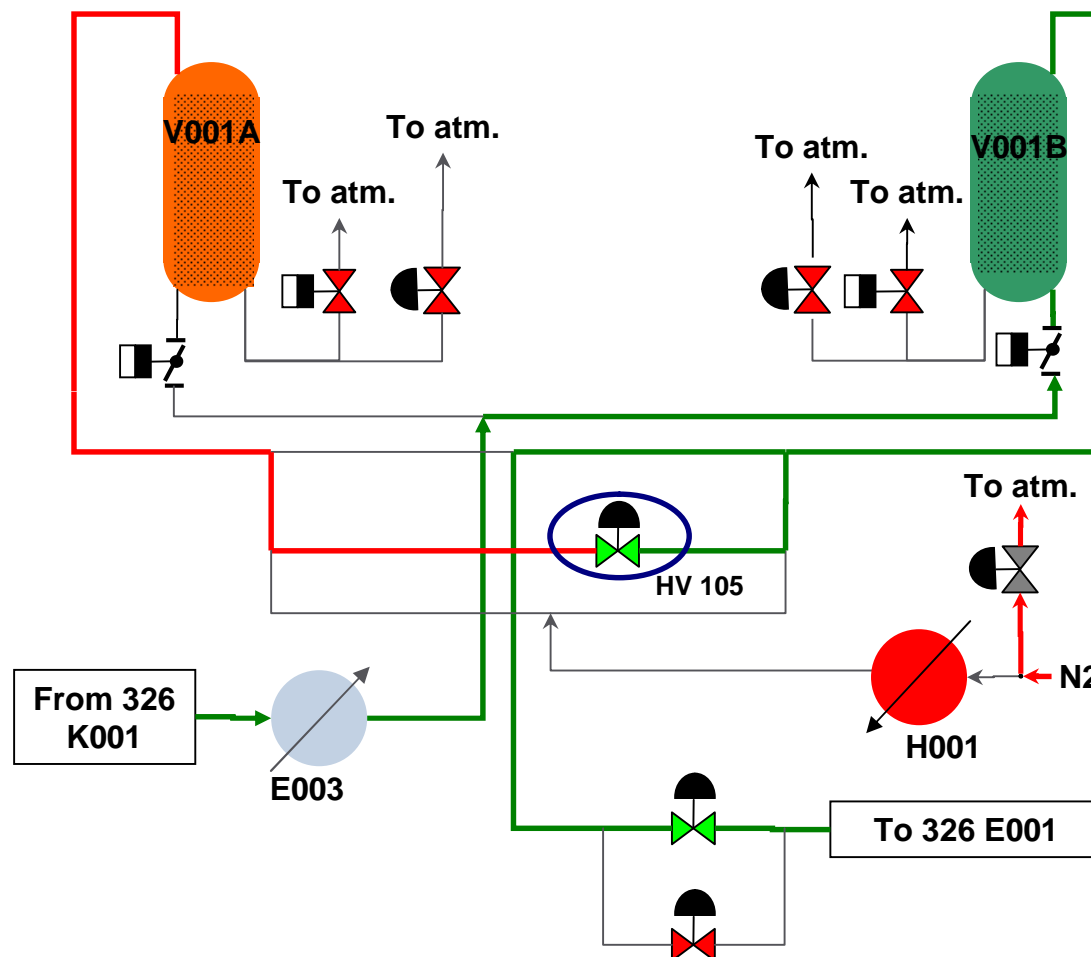 V001A
To atm.
To atm.
To atm.
To atm.
V001B
To atm.
HV 105
From 326
K001
E003
H001
N2
To 326 E001